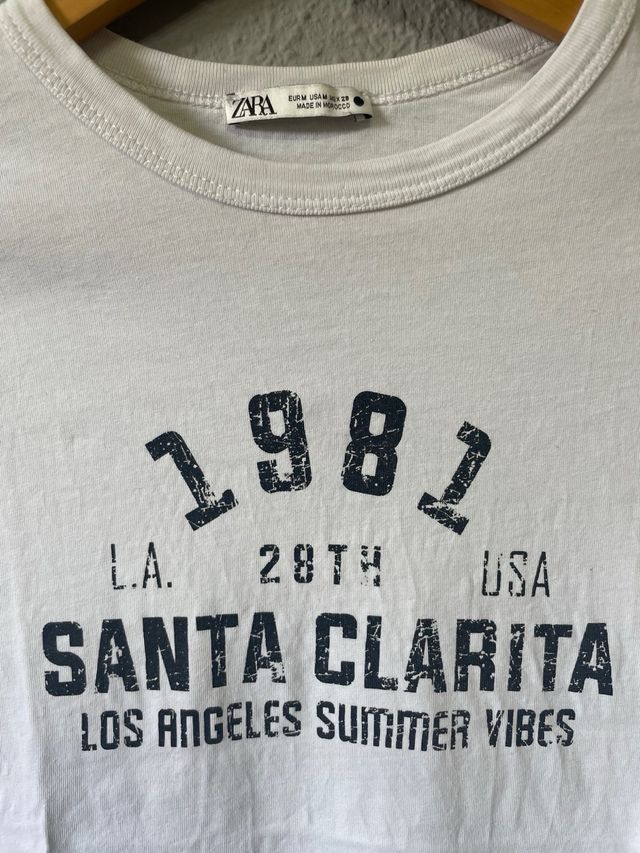 ZARA
EUR M USA M MEX 28
MADE IN MOROCCO
1981
L.A. 28TH USA
SANTA CLARITA
LOS ANGELES SUMMER VIBES